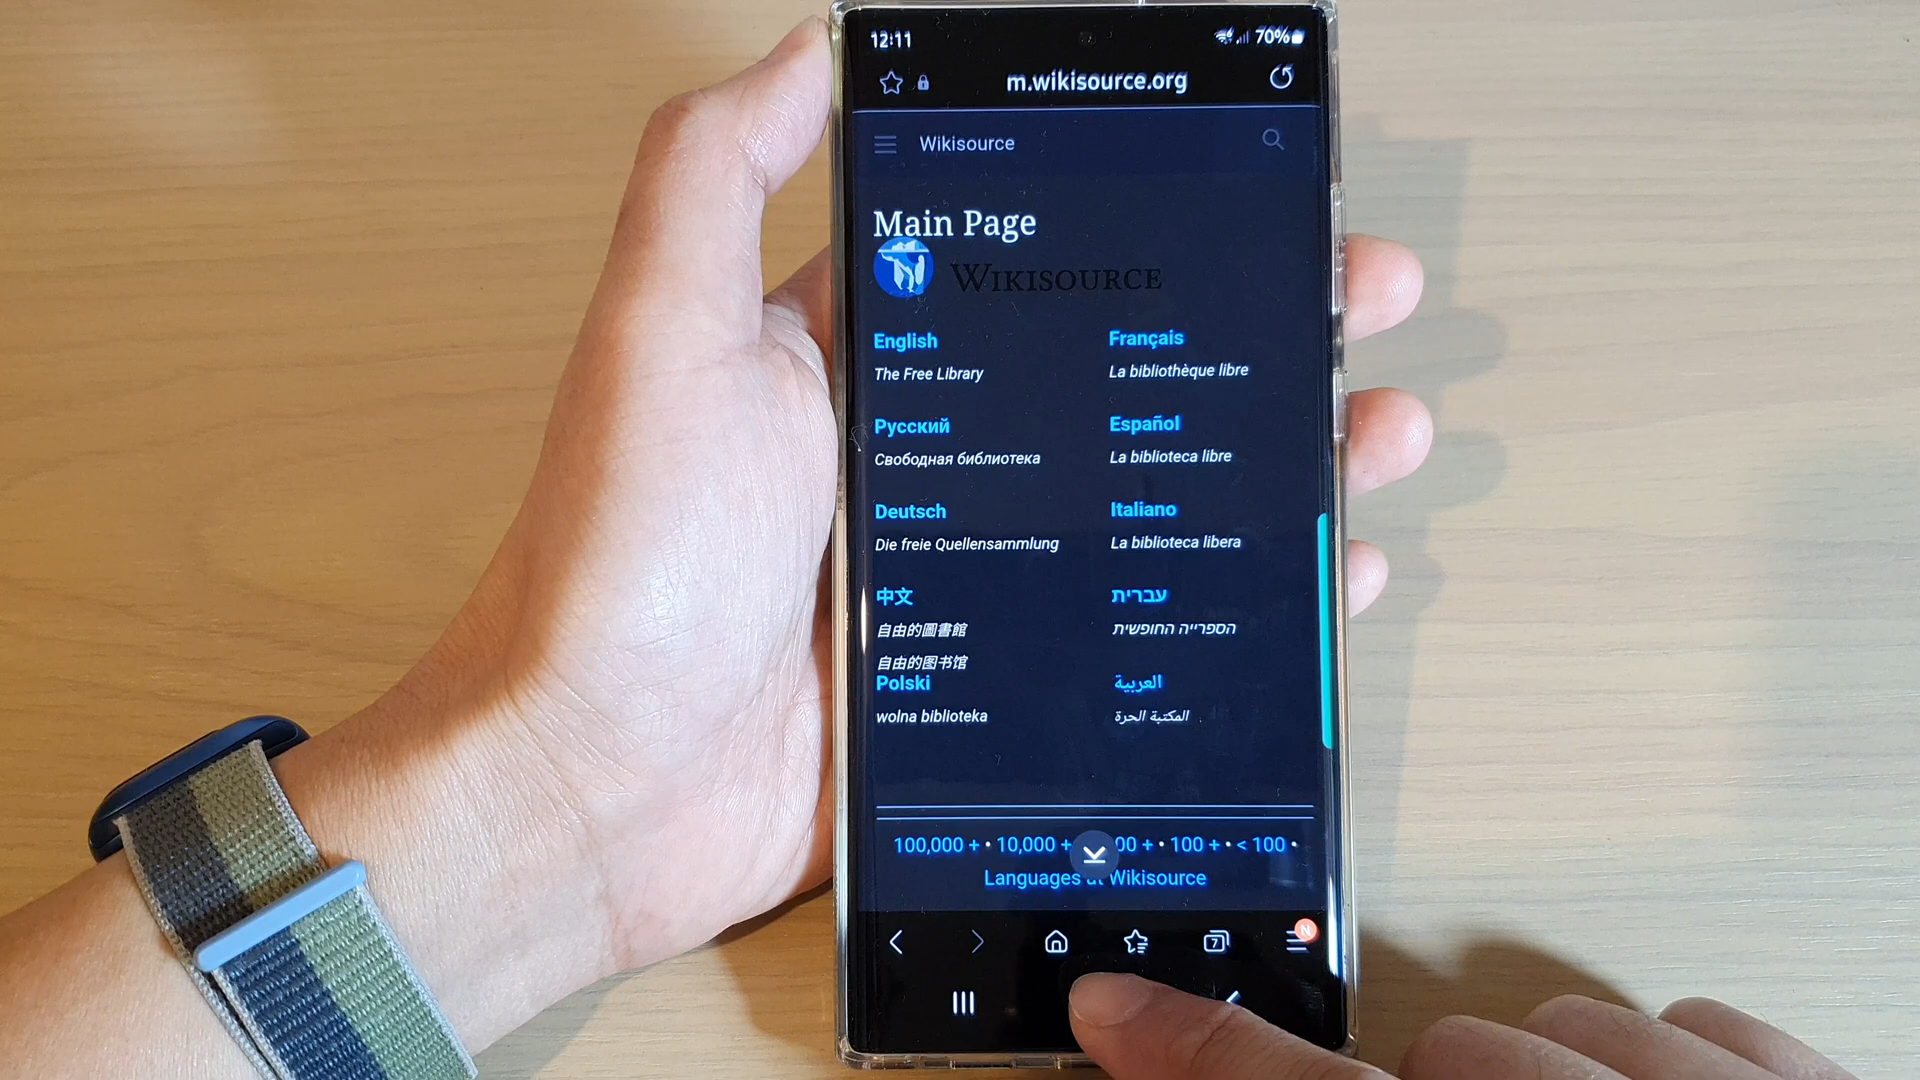 12:11 70%
m.wikisource.org
Wikisource
Main Page
WIKISOURCE
English
The Free Library
Français
La bibliothèque libre
Русский
Свободная библиотека
Español
La biblioteca libre
Deutsch
Die freie Quellensammlung
Italiano
La biblioteca libera
中文
自由的圖書館
自由的图书馆
עברית
הספרייה החופשית
Polski
wolna biblioteka
العربية
المكتبة الحرة
100,000 + • 10,000 + 00 + • 100 + • < 100 •
Languages at Wikisource
7 N